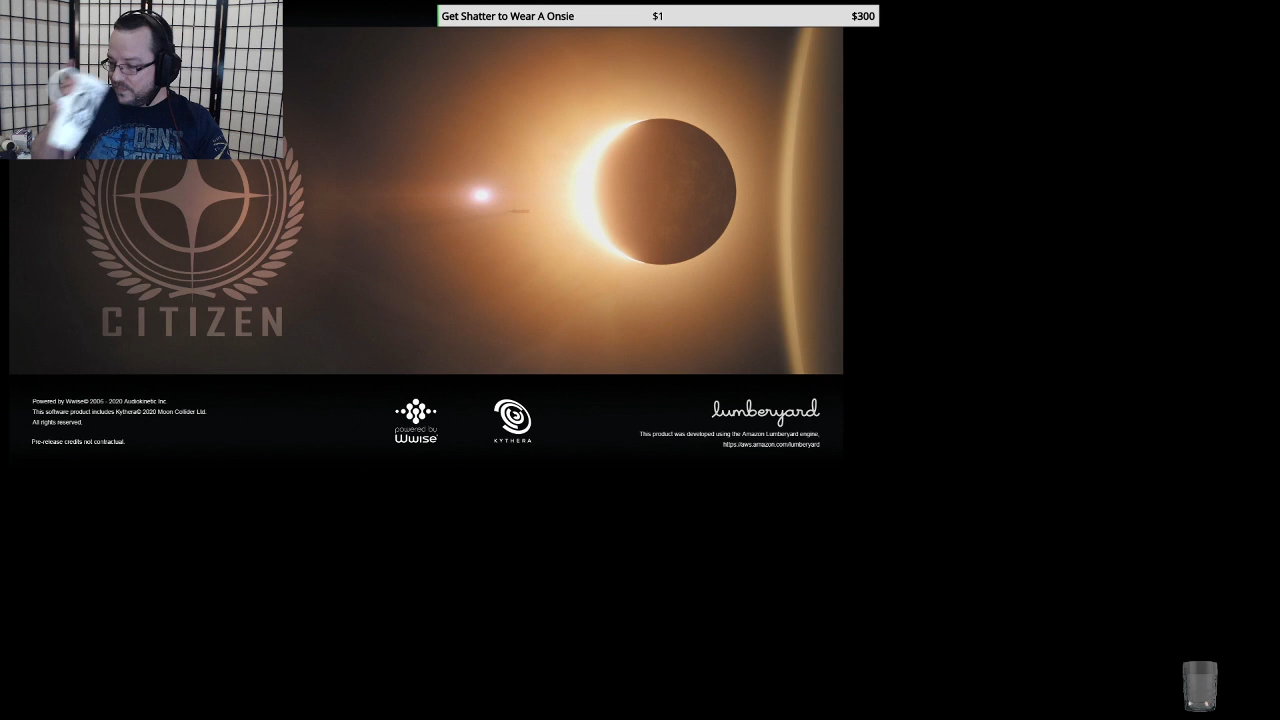 Get Shatter to Wear A Onsie $1 $300
DON'T
CITIZEN
Powered by Wwise© 2006 - 2020 Audiokinetic Inc
This software product includes Kythera© 2020 Moon Collider Ltd.
All rights reserved.
Pre-release credits not contractual.
powered by
Wwise
KYTHERA
lumberyard
This product was developed using the Amazon Lumberyard engine,
https://aws.amazon.com/lumberyard